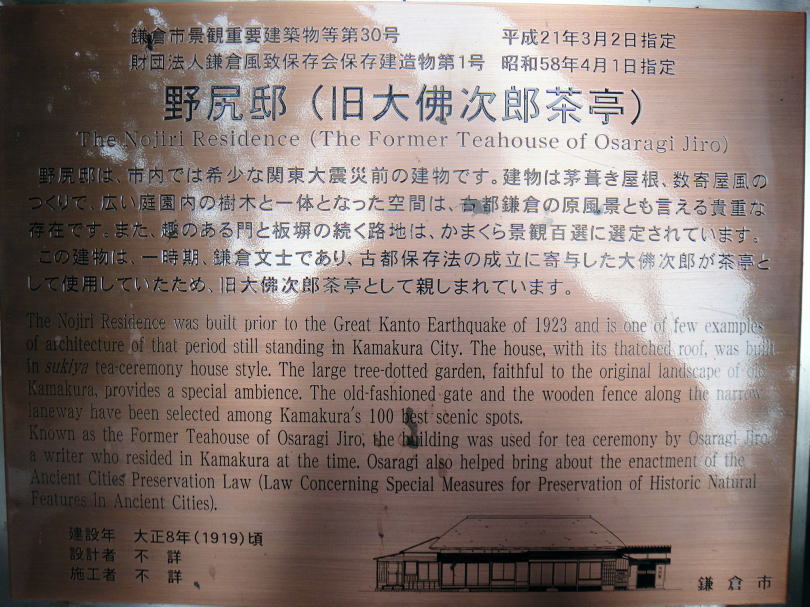 鎌倉市景観重要建築物等第30号 平成21年3月2日指定
財団法人鎌倉風致保存会保存建造物第1号 昭和58年4月1日指定
野尻邸（旧大佛次郎茶亭）
The Nojiri Residence (The Former Teahouse of Osaragi Jiro)
野尻邸は、市内では希少な関東大震災前の建物です。建物は茅葺き屋根、数寄屋風の
つくりで、広い庭園内の樹木と一体となった空間は、古都鎌倉の原風景とも言える貴重な
存在です。また、趣のある門と板塀の続く路地は、かまくら景観百選に選定されています。
この建物は、一時期、鎌倉文士であり、古都保存法の成立に寄与した大佛次郎が茶亭と
して使用していたため、旧大佛次郎茶亭として親しまれています。
The Nojiri Residence was built prior to the Great Kanto Earthquake of 1923 and is one of few examples
of architecture of that period still standing in Kamakura City. The house, with its thatched roof, was built
in sukiya tea-ceremony house style. The large tree-dotted garden, faithful to the original landscape of old
Kamakura, provides a special ambience. The old-fashioned gate and the wooden fence along the narrow
laneway have been selected among Kamakura's 100 best scenic spots.
Known as the Former Teahouse of Osaragi Jiro, the building was used for tea ceremony by Osaragi Jiro,
a writer who resided in Kamakura at the time. Osaragi also helped bring about the enactment of the
Ancient Cities Preservation Law (Law Concerning Special Measures for Preservation of Historic Natural
Features in Ancient Cities).
建設年 大正8年(1919)頃
設計者 不詳
施工者 不詳
鎌倉市